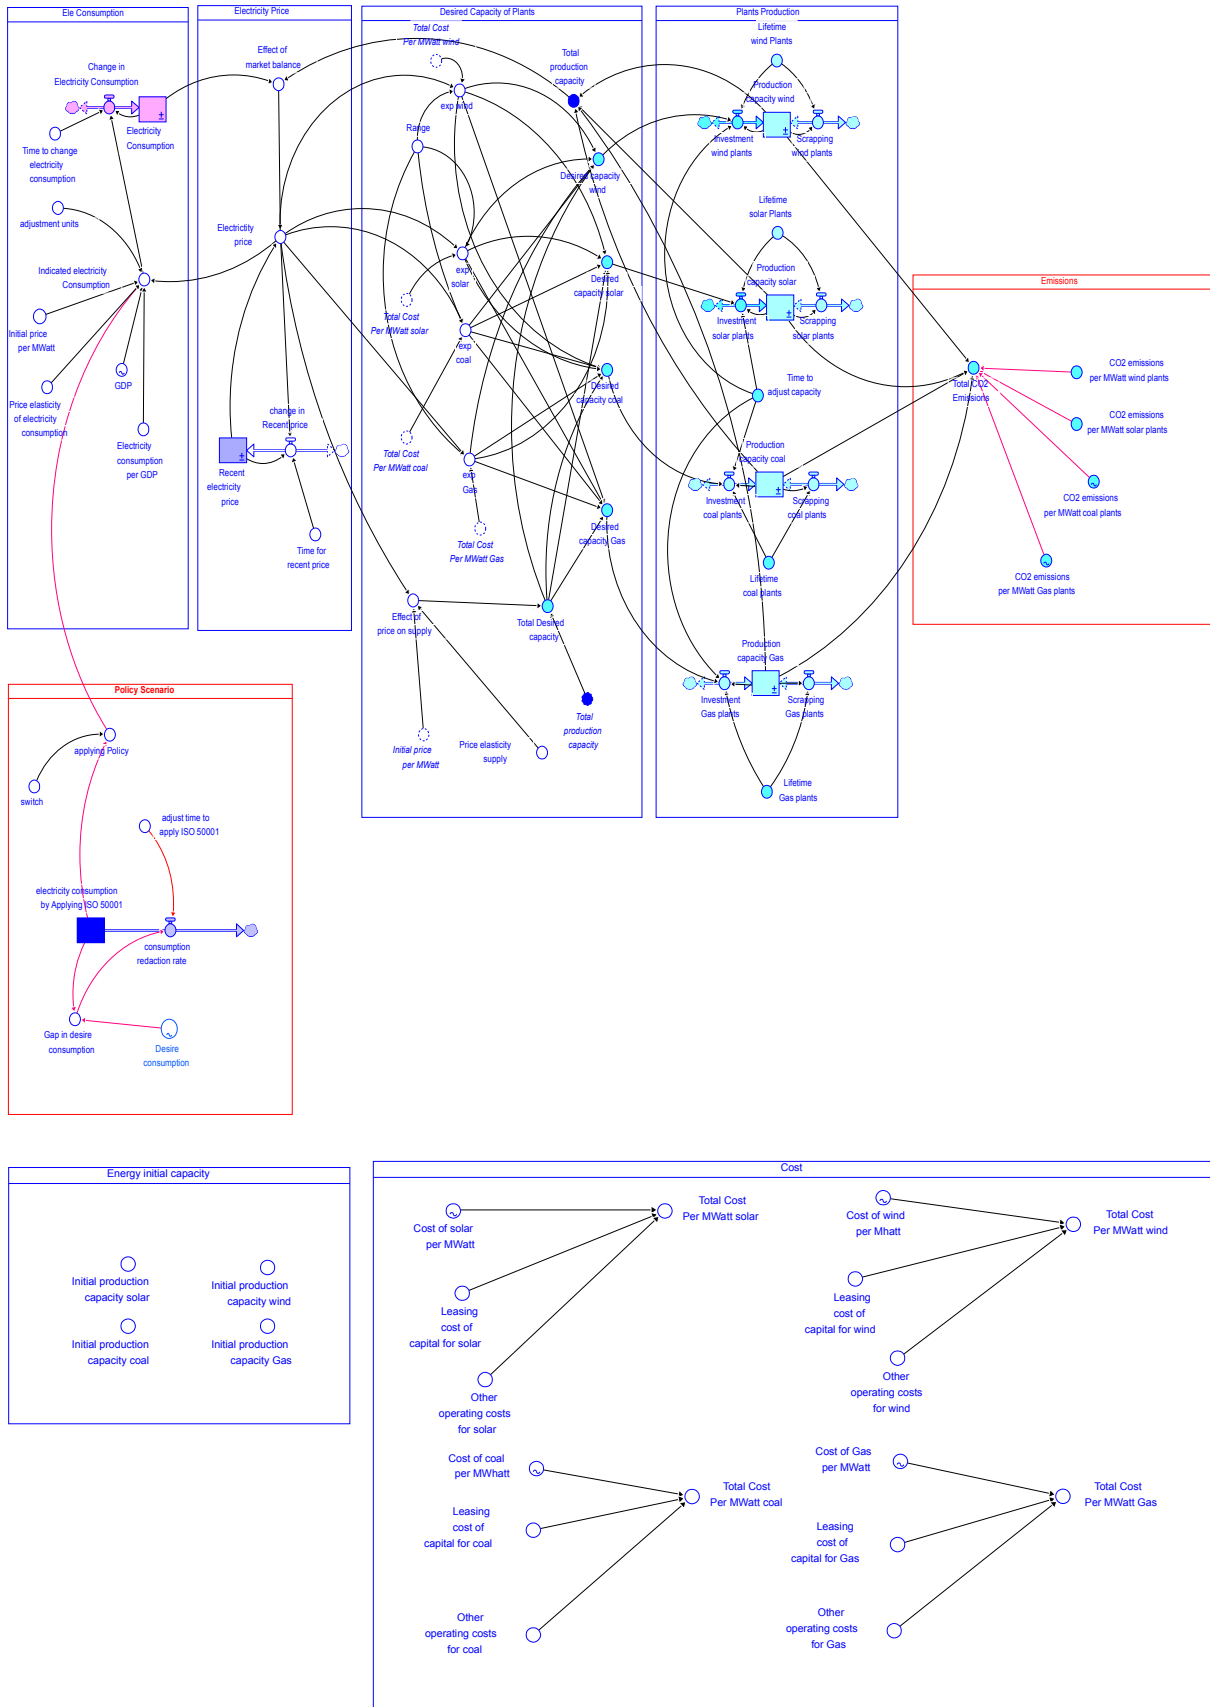 Ele Consumption
Change in
Electricity Consumption
Electricity
Consumption
Time to change
electricity
consumption
adjustment units
Indicated electricity
Consumption
Initial price
per MWatt
GDP
Price elasticity
of electricity
consumption
Electricity
consumption
per GDP
Electricity Price
Effect of
market balance
Electrictity
price
change in
Recent price
Recent
electricity
price
Time for
recent price
Desired Capacity of Plants
Total Cost
Per MWatt wind
Total
production
capacity
exp wind
Range
Desired capacity
wind
exp
solar
Desired
capacity solar
Total Cost
Per MWatt solar
exp
coal
Desired
capacity coal
Total Cost
Per MWatt coal
exp
Gas
Desired
capacity Gas
Total Cost
Per MWatt Gas
Effect of
price on supply
Total Desired
capacity
Total
production
capacity
Initial price
per MWatt
Price elasticity
supply
Plants Production
Lifetime
wind Plants
Production
Capacity wind
Investment
wind plants
Scrapping
wind plants
Lifetime
solar Plants
Production
capacity solar
Investment
solar plants
Scrapping
solar plants
Time to
adjust capacity
Production
capacity coal
Investment
coal plants
Scrapping
coal plants
Lifetime
coal plants
Production
capacity Gas
Investment
Gas plants
Scrapping
Gas plants
Lifetime
Gas plants
Emissions
Total CO2
Emissions
CO2 emissions
per MWatt wind plants
CO2 emissions
per MWatt solar plants
CO2 emissions
per MWatt coal plants
CO2 emissions
per MWatt Gas plants
Policy Scenario
applying Policy
switch
adjust time to
apply ISO 50001
electricity consumption
by Applying ISO 50001
consumption
redaction rate
Gap in desire
consumption
Desire
consumption
Energy initial capacity
Initial production
capacity solar
Initial production
capacity wind
Initial production
capacity coal
Initial production
capacity Gas
Cost
Cost of solar
per MWatt
Total Cost
Per MWatt solar
Leasing
cost of
capital for solar
Other
operating costs
for solar
Cost of wind
per Mhatt
Total Cost
Per MWatt wind
Leasing
cost of
capital for wind
Other
operating costs
for wind
Cost of coal
per MWhatt
Total Cost
Per MWatt coal
Leasing
cost of
capital for coal
Other
operating costs
for coal
Cost of Gas
per MWatt
Total Cost
Per MWatt Gas
Leasing
cost of
capital for Gas
Other
operating costs
for Gas